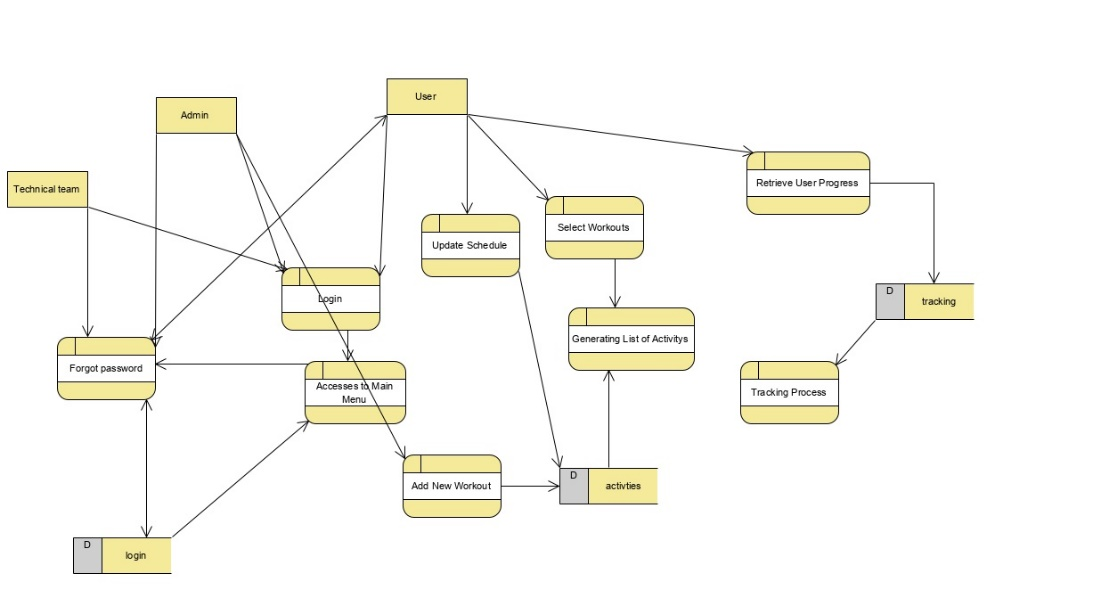 User
Admin
Technical team
Retrieve User Progress
Select Workouts
Update Schedule
Login
D
tracking
Generating List of Activitys
Forgot password
Accesses to Main
Menu
Tracking Process
D
activties
Add New Workout
D
login